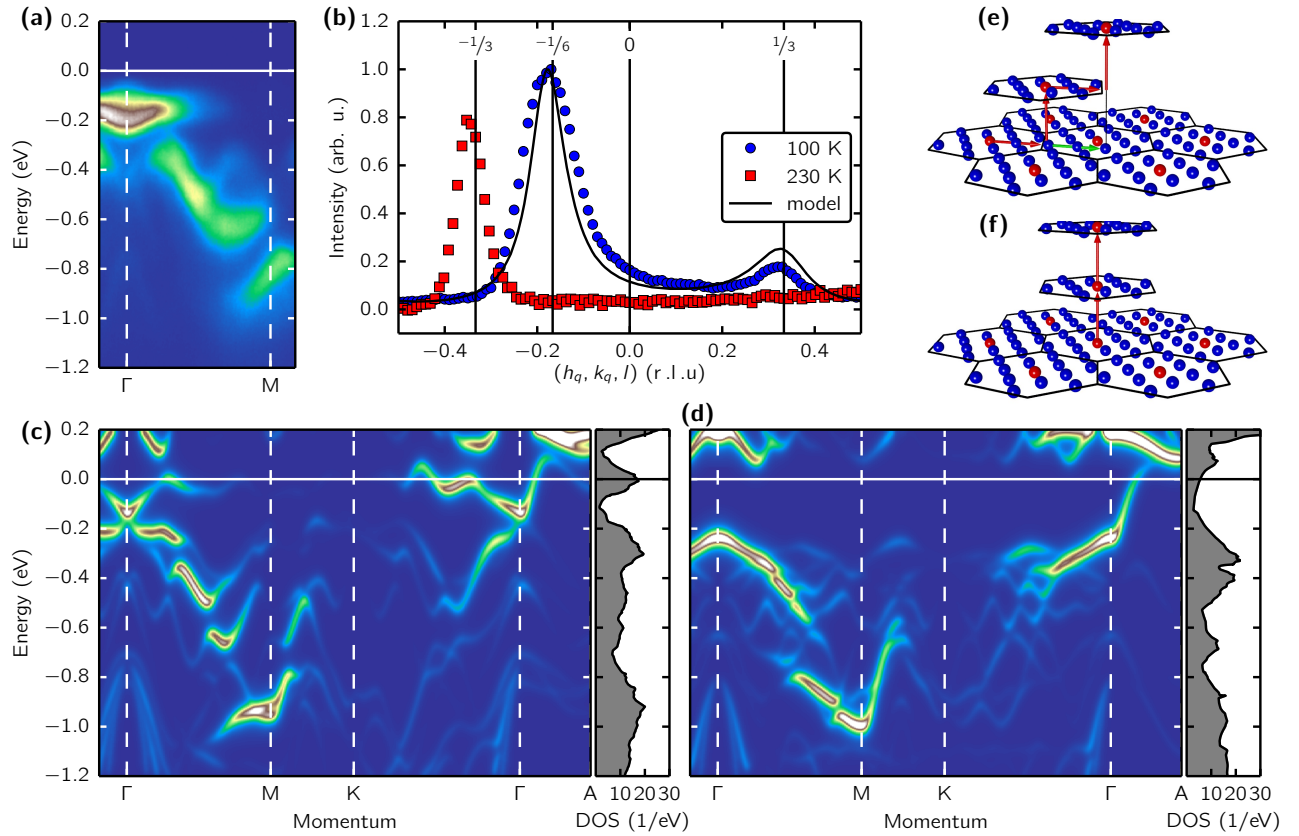 (a)
0.2
0.0
−0.2
−0.4
−0.6
−0.8
−1.0
−1.2
Energy (eV)
Γ M
(b)
1.2
1.0
0.8
0.6
0.4
0.2
0.0
Intensity (arb. u.)
−1/3 −1/6 0 1/3
100 K
230 K
model
−0.4 −0.2 0.0 0.2 0.4
(h_q, k_q, l) (r.l.u)
(e)
(f)
(c)
0.2
0.0
−0.2
−0.4
−0.6
−0.8
−1.0
−1.2
Energy (eV)
Γ M K Γ A
Momentum
10 20 30
DOS (1/eV)
(d)
Γ M K Γ A
Momentum
10 20 30
DOS (1/eV)